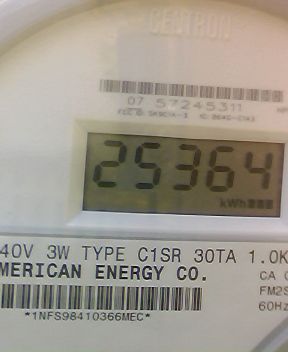 CENTRON
07 57245311
25364
kWh
40V 3W TYPE C1SR 30TA 1.0K
MERICAN ENERGY CO.
CA
FM2S
60Hz
*1NFS98410366MEC*